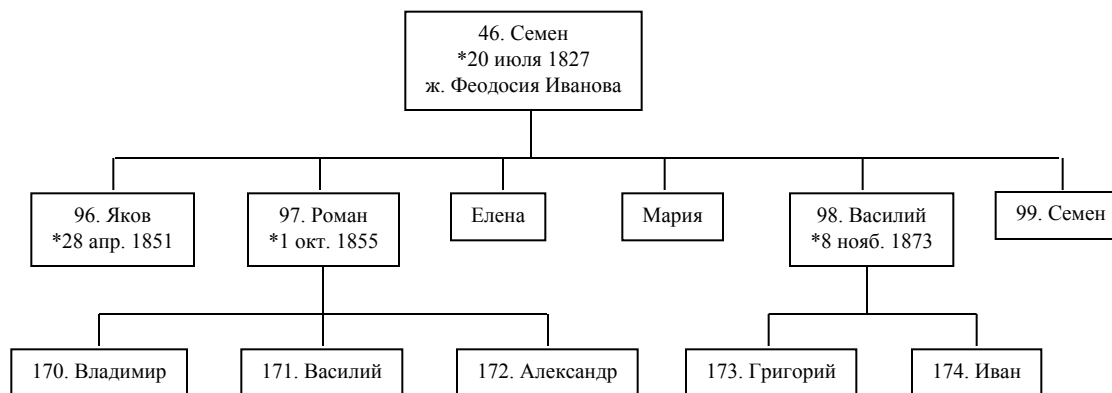 46. Семен
*20 июля 1827
ж. Феодосия Иванова
96. Яков
*28 апр. 1851
97. Роман
*1 окт. 1855
Елена
Мария
98. Василий
*8 нояб. 1873
99. Семен
170. Владимир
171. Василий
172. Александр
173. Григорий
174. Иван